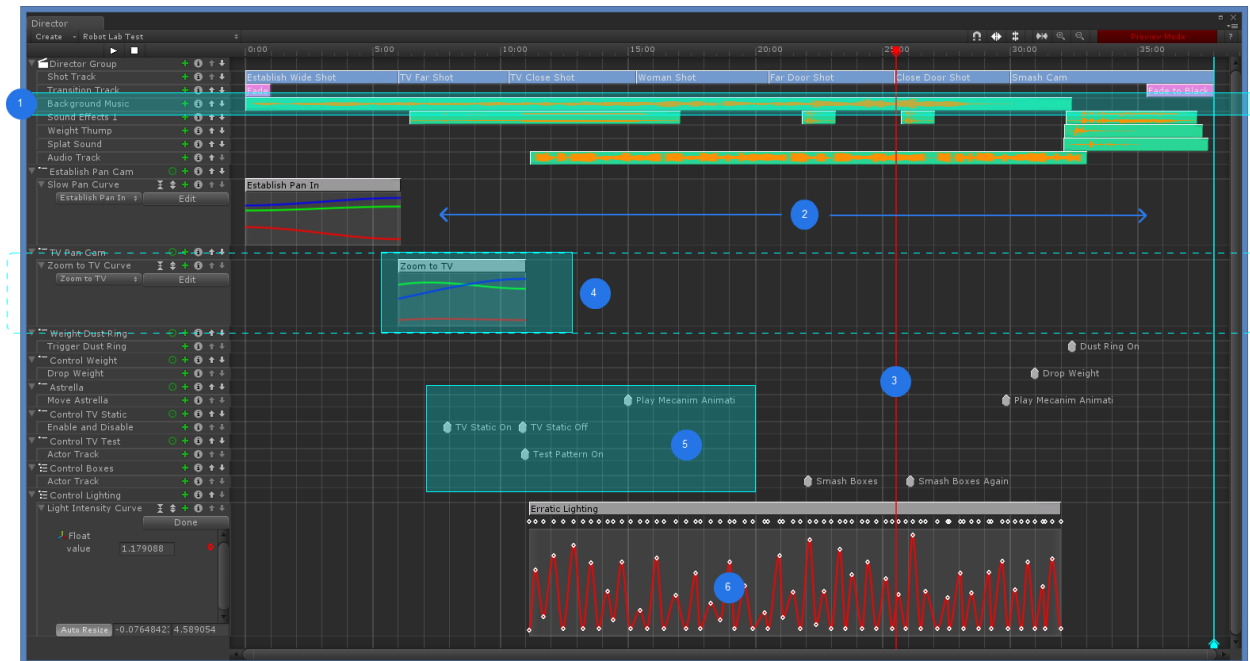 Director
Create Robot Lab Test
Preview Mode ?
0:00 5:00 10:00 15:00 20:00 25:00 30:00 35:00
Director Group
Shot Track Establish Wide Shot TV Far Shot TV Close Shot Woman Shot Far Door Shot Close Door Shot Smash Cam
Transition Track Fade Fade to Black
1 Background Music
Sound Effects 1
Weight Thump
Splat Sound
Audio Track
Establish Pan Cam
Slow Pan Curve Establish Pan In
Establish Pan In Edit
2
TV Pan Cam
Zoom to TV Curve Zoom to TV
Zoom to TV Edit
4
Weight Dust Ring
Trigger Dust Ring Dust Ring On
Control Weight
Drop Weight Drop Weight
3
Astrella
Move Astrella Play Mecanim Animati Play Mecanim Animati
Control TV Static
Enable and Disable TV Static On TV Static Off
Control TV Test
5
Actor Track Test Pattern On
Control Boxes
Actor Track Smash Boxes Smash Boxes Again
Control Lighting
Light Intensity Curve Erratic Lighting
Done
Float
value 1.179088
6
Auto Resize -0.0764842 4.589054